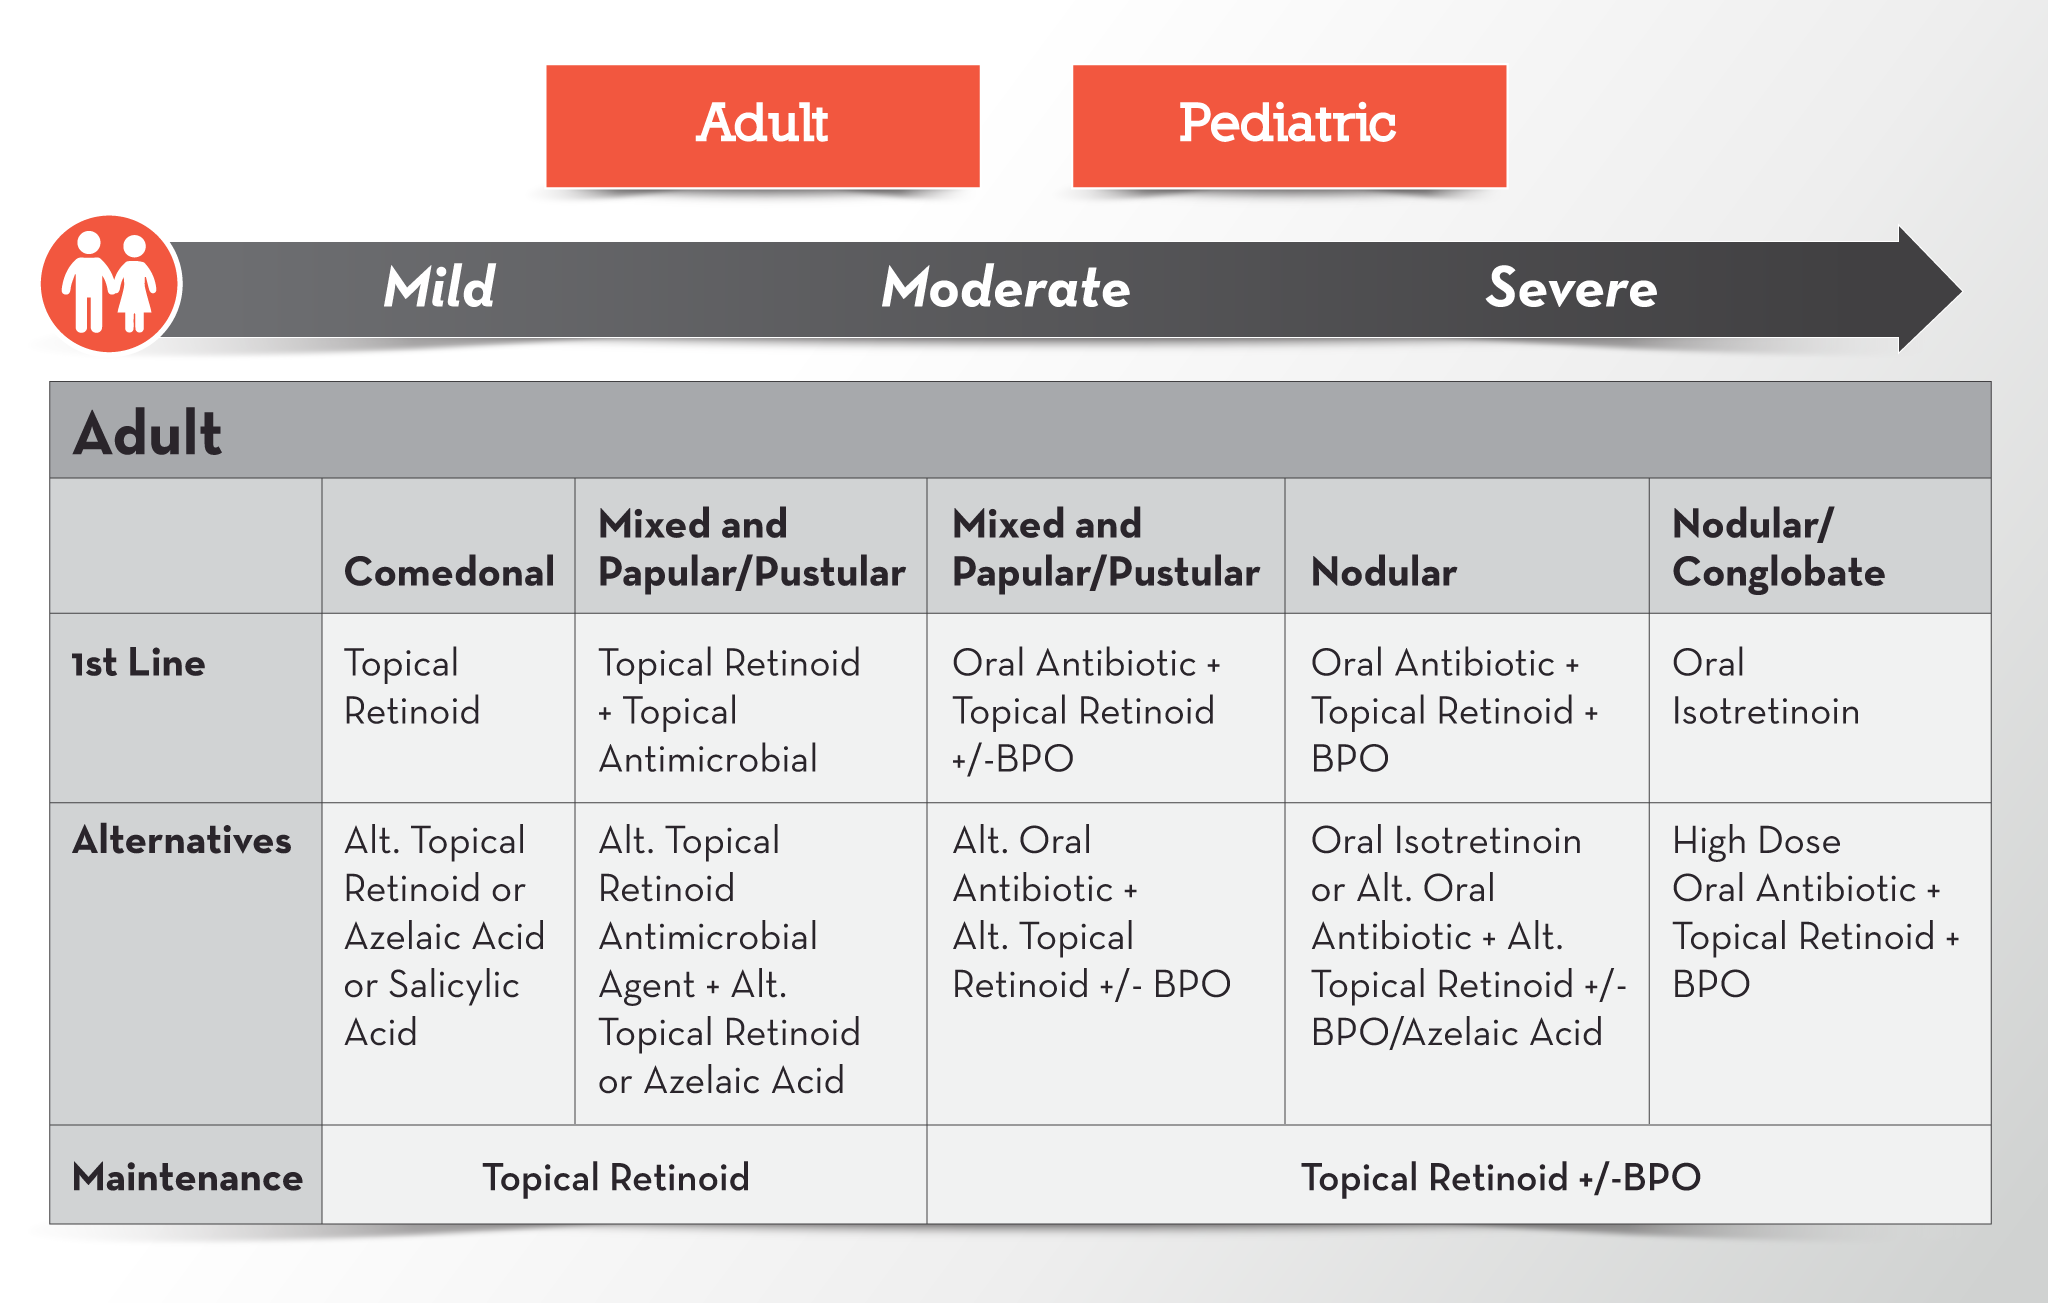 Adult
Pediatric
Mild
Moderate
Severe
Adult
Comedonal
Mixed and
Papular/Pustular
Mixed and
Papular/Pustular
Nodular
Nodular/
Conglobate
1st Line
Topical
Retinoid
Topical Retinoid
+ Topical
Antimicrobial
Oral Antibiotic +
Topical Retinoid
+/-BPO
Oral Antibiotic +
Topical Retinoid +
BPO
Oral
Isotretinoin
Alternatives
Alt. Topical
Retinoid or
Azelaic Acid
or Salicylic
Acid
Alt. Topical
Retinoid
Antimicrobial
Agent + Alt.
Topical Retinoid
or Azelaic Acid
Alt. Oral
Antibiotic +
Alt. Topical
Retinoid +/- BPO
Oral Isotretinoin
or Alt. Oral
Antibiotic + Alt.
Topical Retinoid +/-
BPO/Azelaic Acid
High Dose
Oral Antibiotic +
Topical Retinoid +
BPO
Maintenance
Topical Retinoid
Topical Retinoid +/-BPO